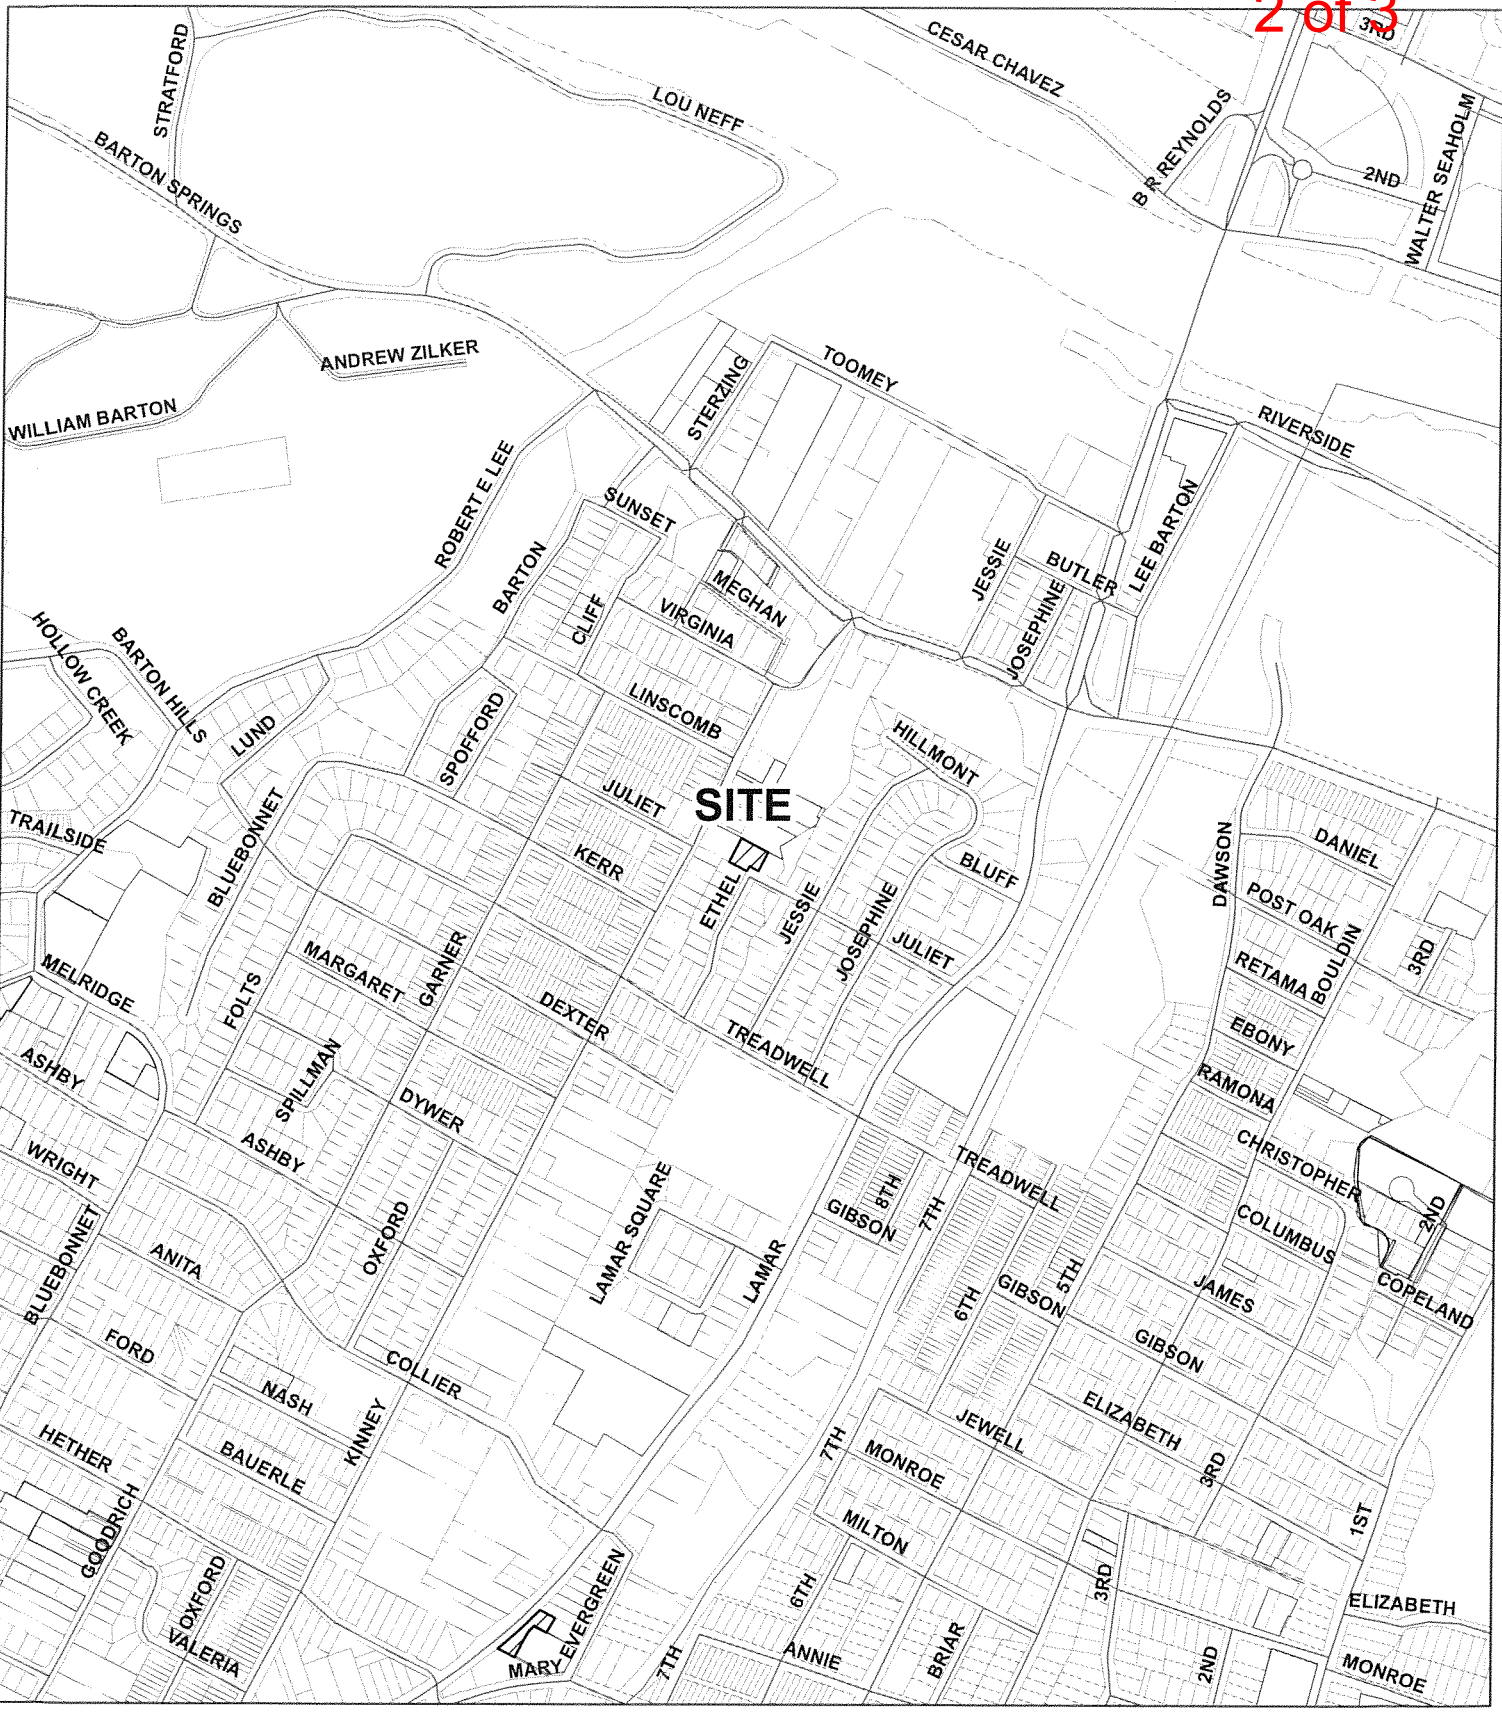 2 of 3
3RD
CESAR CHAVEZ
STRATFORD
LOU NEFF
B R REYNOLDS
WALTER SEAHOLM
BARTON SPRINGS
2ND
ANDREW ZILKER
TOOMEY
STERZING
WILLIAM BARTON
RIVERSIDE
ROBERT E LEE
SUNSET
LEE BARTON
BARTON
JESSIE
BUTLER
MEGHAN
CLIFF
VIRGINIA
JOSEPHINE
HOLLOW CREEK
BARTON HILLS
LINSCOMB
LUND
SPOFFORD
HILLMONT
JULIET
SITE
TRAILSIDE
BLUEBONNET
KERR
BLUFF
DAWSON
DANIEL
ETHEL
JESSIE
JOSEPHINE
POST OAK
JULIET
BOULDIN
3RD
MARGARET
GARNER
RETAMA
MELRIDGE
FOLTS
DEXTER
TREADWELL
EBONY
ASHBY
SPILLMAN
RAMONA
DYWER
ASHBY
CHRISTOPHER
WRIGHT
TREADWELL
8TH
GIBSON
7TH
LAMAR SQUARE
2ND
OXFORD
COLUMBUS
BLUEBONNET
ANITA
LAMAR
5TH
GIBSON
6TH
JAMES
COPELAND
FORD
GIBSON
COLLIER
NASH
ELIZABETH
JEWELL
KINNEY
HETHER
BAUERLE
7TH
MONROE
3RD
GOODRICH
MILTON
1ST
OXFORD
EVERGREEN
6TH
3RD
ELIZABETH
VALERIA
MARY
7TH
ANNIE
BRIAR
2ND
MONROE